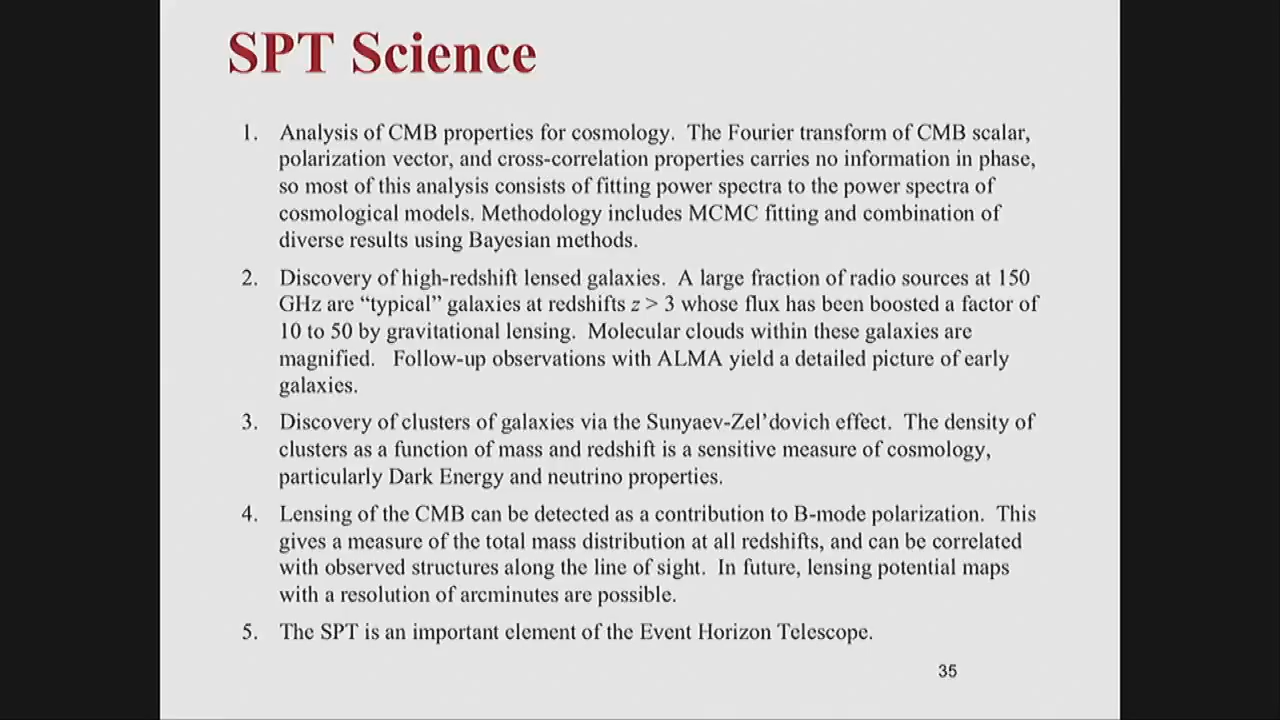 SPT Science
1. Analysis of CMB properties for cosmology. The Fourier transform of CMB scalar,
polarization vector, and cross-correlation properties carries no information in phase,
so most of this analysis consists of fitting power spectra to the power spectra of
cosmological models. Methodology includes MCMC fitting and combination of
diverse results using Bayesian methods.
2. Discovery of high-redshift lensed galaxies. A large fraction of radio sources at 150
GHz are “typical” galaxies at redshifts z > 3 whose flux has been boosted a factor of
10 to 50 by gravitational lensing. Molecular clouds within these galaxies are
magnified. Follow-up observations with ALMA yield a detailed picture of early
galaxies.
3. Discovery of clusters of galaxies via the Sunyaev-Zel’dovich effect. The density of
clusters as a function of mass and redshift is a sensitive measure of cosmology,
particularly Dark Energy and neutrino properties.
4. Lensing of the CMB can be detected as a contribution to B-mode polarization. This
gives a measure of the total mass distribution at all redshifts, and can be correlated
with observed structures along the line of sight. In future, lensing potential maps
with a resolution of arcminutes are possible.
5. The SPT is an important element of the Event Horizon Telescope.
35